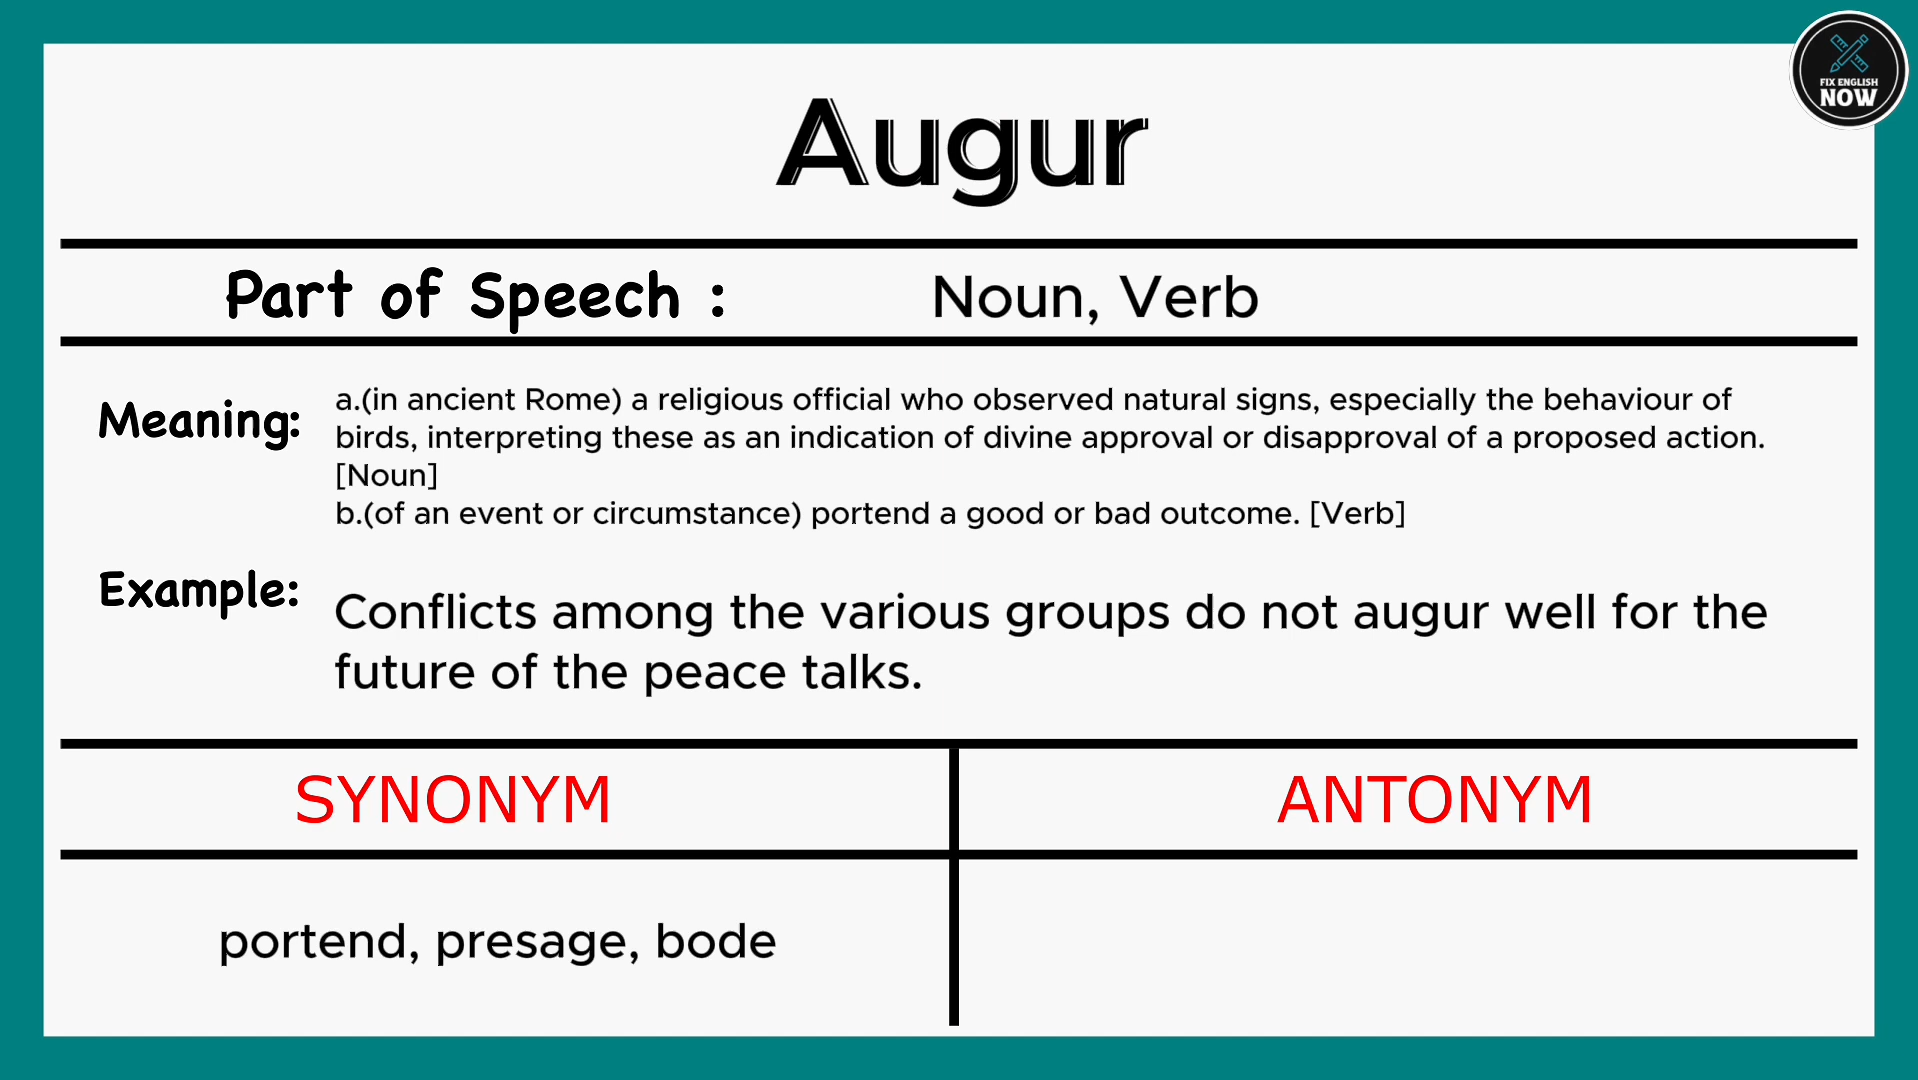 FIX ENGLISH
NOW
Augur
Part of Speech :
Noun, Verb
Meaning:
a.(in ancient Rome) a religious official who observed natural signs, especially the behaviour of
birds, interpreting these as an indication of divine approval or disapproval of a proposed action.
[Noun]
b.(of an event or circumstance) portend a good or bad outcome. [Verb]
Example:
Conflicts among the various groups do not augur well for the
future of the peace talks.
SYNONYM
ANTONYM
portend, presage, bode